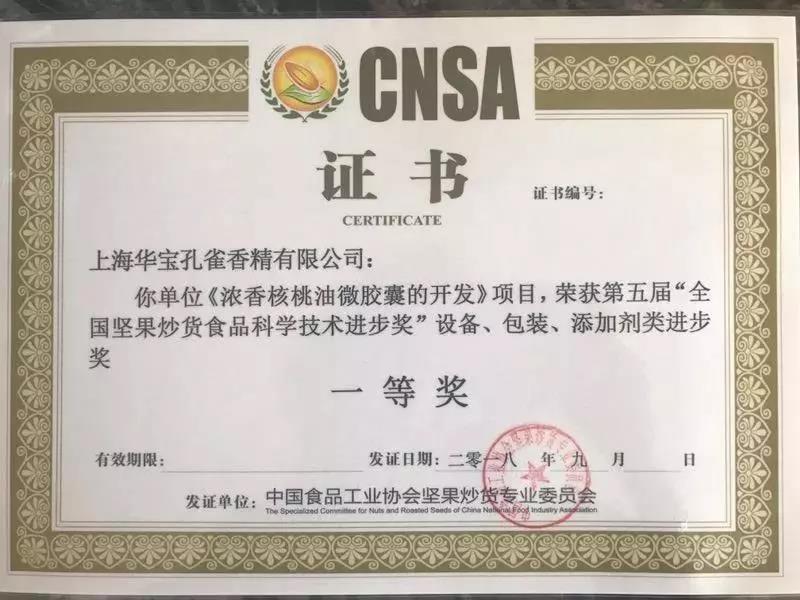 CNSA
证书
证书编号：
CERTIFICATE
上海华宝孔雀香精有限公司：
你单位《浓香核桃油微胶囊的开发》项目，荣获第五届“全
国坚果炒货食品科学技术进步奖”设备、包装、添加剂类进步
奖
一等奖
有效期限： 发证日期：二零一八 年 九 月 日
发证单位：中国食品工业协会坚果炒货专业委员会
The Specialized Committee for Nuts and Roasted Seeds of China National Food Industry Association